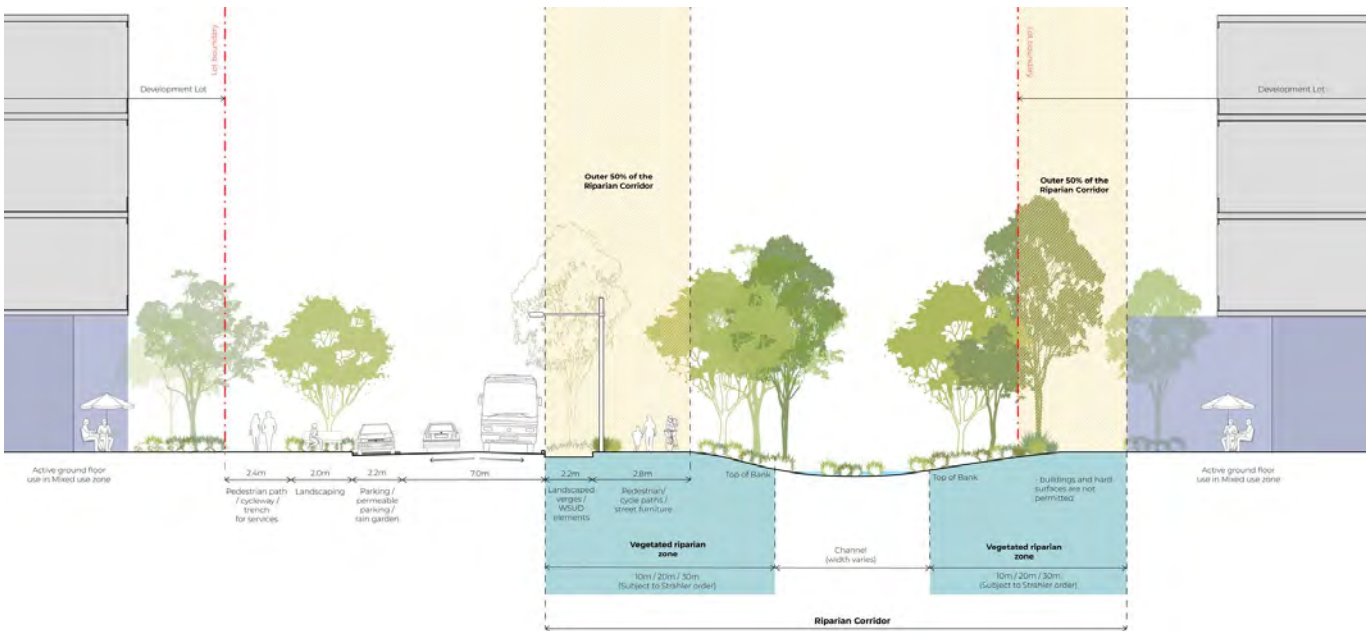 Lot boundary
Lot boundary
Development Lot
Development Lot
Outer 50% of the
Riparian Corridor
Outer 50% of the
Riparian Corridor
Active ground floor
use in Mixed use zone
2.4m
Pedestrian path
/ cycleway /
trench
for services
2.0m
Landscaping
2.2m
Parking /
permeable
parking /
rain garden
7.0m
2.2m
Landscaped
verges /
WSUD
elements
2.8m
Pedestrian/
cycle paths /
street furniture
Top of Bank
Top of Bank
- buildings and hard
surfaces are not
permitted
Active ground floor
use in Mixed use zone
Vegetated riparian
zone
10m / 20m / 30m
(Subject to Strahler order)
Channel
(width varies)
Vegetated riparian
zone
10m / 20m / 30m
(Subject to Strahler order)
Riparian Corridor